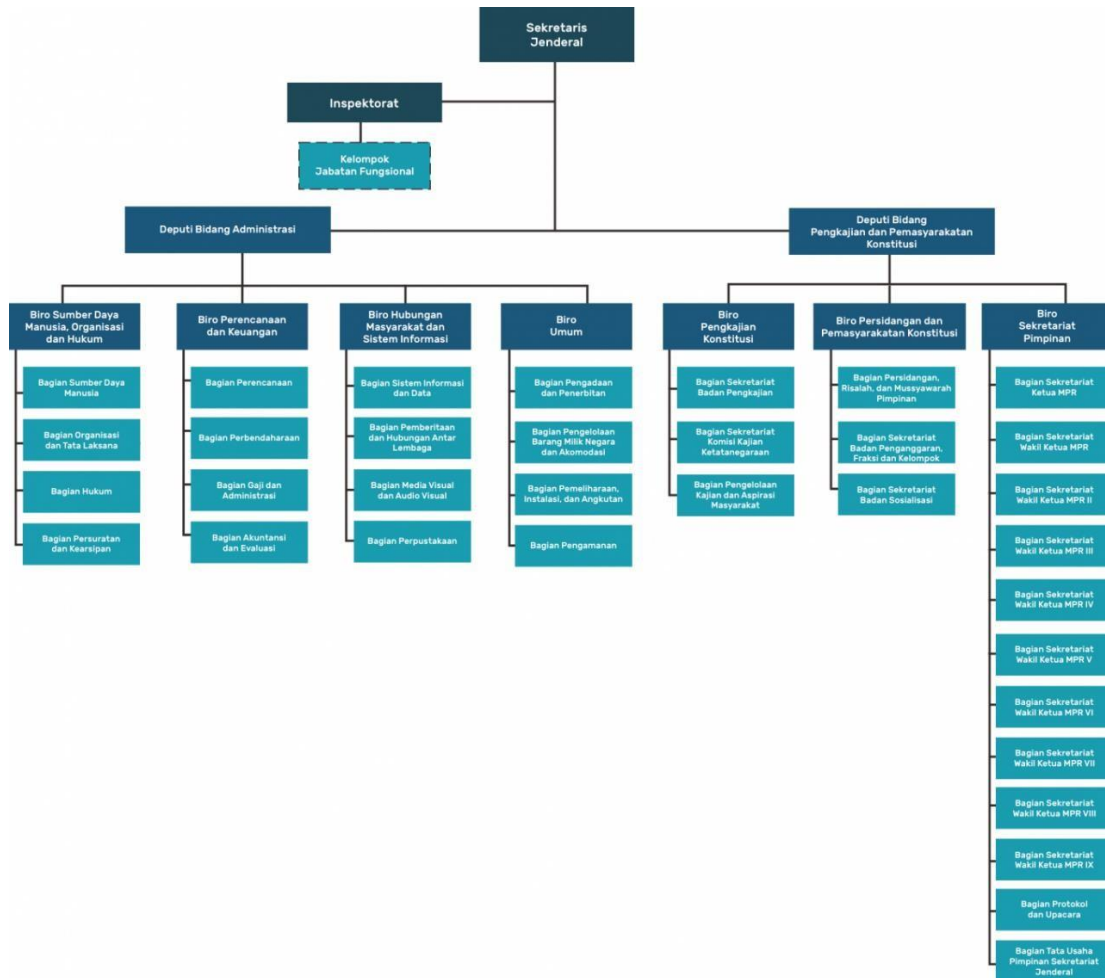 Sekretaris
Jenderal
Inspektorat
Kelompok
Jabatan Fungsional
Deputi Bidang Administrasi
Deputi Bidang
Pengkajian dan Pemasyarakatan
Konstitusi
Biro Sumber Daya
Manusia, Organisasi
dan Hukum
Bagian Sumber Daya
Manusia
Bagian Organisasi
dan Tata Laksana
Bagian Hukum
Bagian Persuratan
dan Kearsipan
Biro Perencanaan
dan Keuangan
Bagian Perencanaan
Bagian Perbendaharaan
Bagian Gaji dan
Administrasi
Bagian Akuntansi
dan Evaluasi
Biro Hubungan
Masyarakat dan
Sistem Informasi
Bagian Sistem Informasi
dan Data
Bagian Pemberitaan
dan Hubungan Antar
Lembaga
Bagian Media Visual
dan Audio Visual
Bagian Perpustakaan
Biro
Umum
Bagian Pengadaan
dan Penerbitan
Bagian Pengelolaan
Barang Milik Negara
dan Akomodasi
Bagian Pemeliharaan,
Instalasi, dan Angkutan
Bagian Pengamanan
Biro
Pengkajian
Konstitusi
Bagian Sekretariat
Badan Pengkajian
Bagian Sekretariat
Komisi Kajian
Ketatanegaraan
Bagian Pengelolaan
Kajian dan Aspirasi
Masyarakat
Biro Persidangan dan
Pemasyarakatan Konstitusi
Bagian Persidangan,
Risalah, dan Mussyawarah
Pimpinan
Bagian Sekretariat
Badan Penganggaran,
Fraksi dan Kelompok
Bagian Sekretariat
Badan Sosialisasi
Biro
Sekretariat
Pimpinan
Bagian Sekretariat
Ketua MPR
Bagian Sekretariat
Wakil Ketua MPR
Bagian Sekretariat
Wakil Ketua MPR II
Bagian Sekretariat
Wakil Ketua MPR III
Bagian Sekretariat
Wakil Ketua MPR IV
Bagian Sekretariat
Wakil Ketua MPR V
Bagian Sekretariat
Wakil Ketua MPR VI
Bagian Sekretariat
Wakil Ketua MPR VII
Bagian Sekretariat
Wakil Ketua MPR VIII
Bagian Sekretariat
Wakil Ketua MPR IX
Bagian Protokol
dan Upacara
Bagian Tata Usaha
Pimpinan Sekretariat
Jenderal